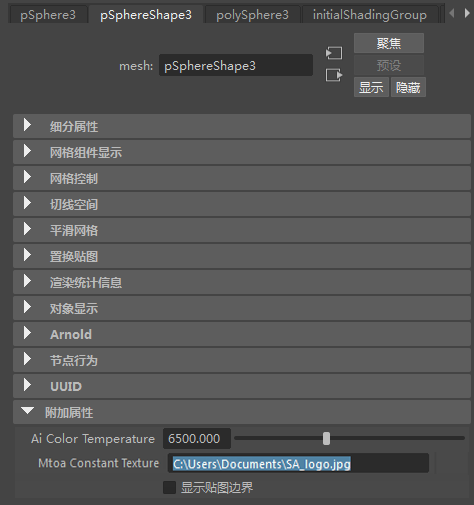 pSphere3 pSphereShape3 polySphere3 initialShadingGroup
聚焦
mesh: pSphereShape3
预设
显示 隐藏
细分属性
网格组件显示
网格控制
切线空间
平滑网格
置换贴图
渲染统计信息
对象显示
Arnold
节点行为
UUID
附加属性
Ai Color Temperature 6500.000
Mtoa Constant Texture C:\Users\Documents\SA_logo.jpg
显示贴图边界